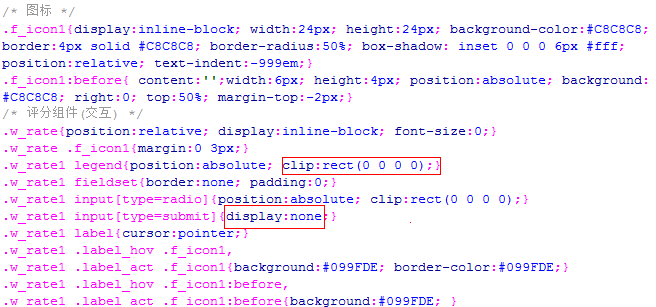 /* 图标 */
.f_icon1{display:inline-block; width:24px; height:24px; background-color:#C8C8C8;
border:4px solid #C8C8C8; border-radius:50%; box-shadow: inset 0 0 0 6px #fff;
position:relative; text-indent:-999em;}
.f_icon1:before{ content:'';width:6px; height:4px; position:absolute; background:
#C8C8C8; right:0; top:50%; margin-top:-2px;}
/* 评分组件(交互) */
.w_rate{position:relative; display:inline-block; font-size:0;}
.w_rate .f_icon1{margin:0 3px;}
.w_rate1 legend{position:absolute; clip:rect(0 0 0 0);}
.w_rate1 fieldset{border:none; padding:0;}
.w_rate1 input[type=radio]{position:absolute; clip:rect(0 0 0 0);}
.w_rate1 input[type=submit]{display:none;}
.w_rate1 label{cursor:pointer;}
.w_rate1 .label_hov .f_icon1,
.w_rate1 .label_act .f_icon1{background:#099FDE; border-color:#099FDE;}
.w_rate1 .label_hov .f_icon1:before,
.w_rate1 .label_act .f_icon1:before{background:#099FDE; }